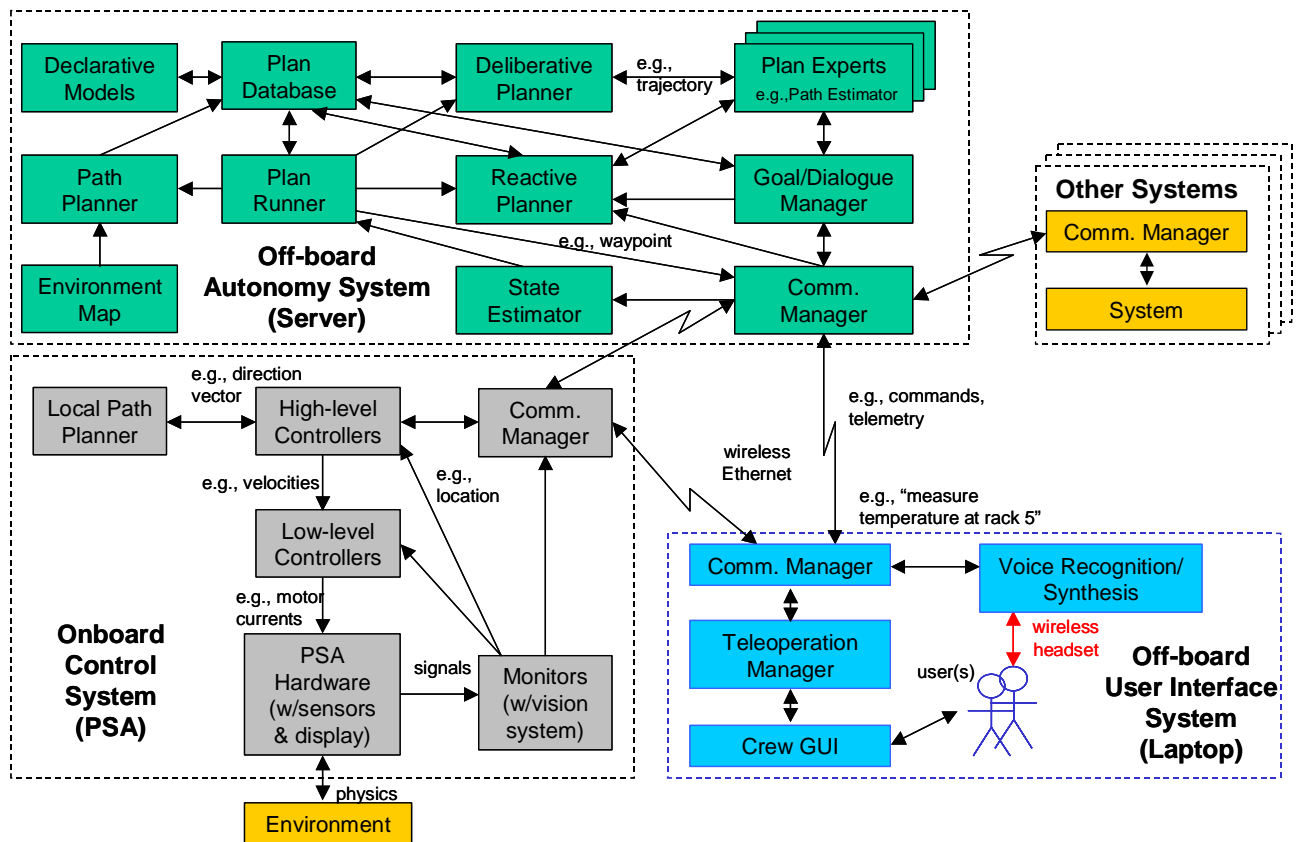 Declarative
Models
Plan
Database
Deliberative
Planner
e.g.,
trajectory
Plan Experts
e.g.,Path Estimator
Path
Planner
Plan
Runner
Reactive
Planner
Goal/Dialogue
Manager
e.g., waypoint
Environment
Map
Off-board
Autonomy System
(Server)
State
Estimator
Comm.
Manager
Other Systems
Comm. Manager
System
e.g., direction
vector
Local Path
Planner
High-level
Controllers
Comm.
Manager
e.g., velocities
e.g.,
location
Low-level
Controllers
e.g., motor
currents
Onboard
Control
System
(PSA)
PSA
Hardware
(w/sensors
& display)
signals
Monitors
(w/vision
system)
physics
Environment
e.g., commands,
telemetry
wireless
Ethernet
e.g., “measure
temperature at rack 5”
Comm. Manager
Voice Recognition/
Synthesis
Teleoperation
Manager
wireless
headset
user(s)
Crew GUI
Off-board
User Interface
System
(Laptop)